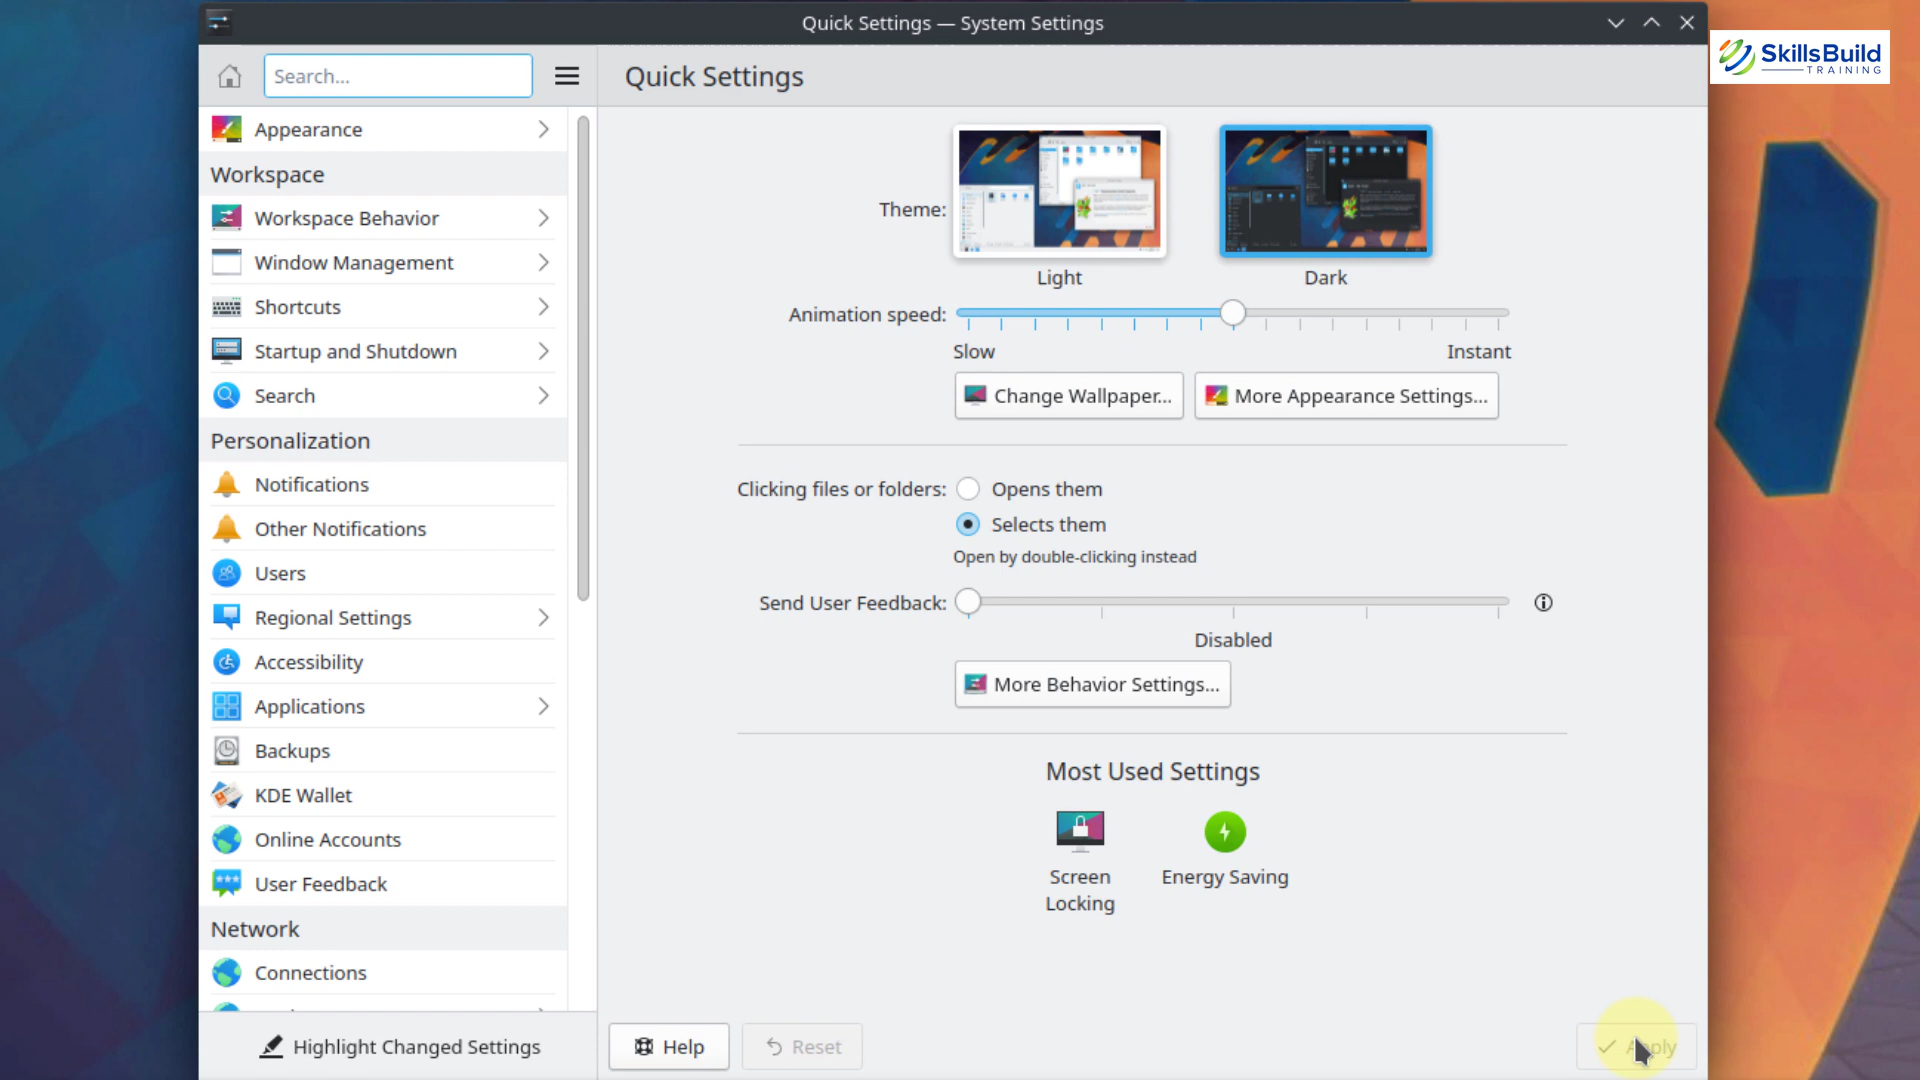 Quick Settings — System Settings
SkillsBuild
TRAINING
Search...
Quick Settings
Appearance
Workspace
Workspace Behavior
Window Management
Shortcuts
Startup and Shutdown
Search
Personalization
Notifications
Other Notifications
Users
Regional Settings
Accessibility
Applications
Backups
KDE Wallet
Online Accounts
User Feedback
Network
Connections
Highlight Changed Settings
Theme:
Light
Dark
Animation speed:
Slow
Instant
Change Wallpaper...
More Appearance Settings...
Clicking files or folders:
Opens them
Selects them
Open by double-clicking instead
Send User Feedback:
Disabled
More Behavior Settings...
Most Used Settings
Screen
Locking
Energy Saving
Help
Reset
Apply